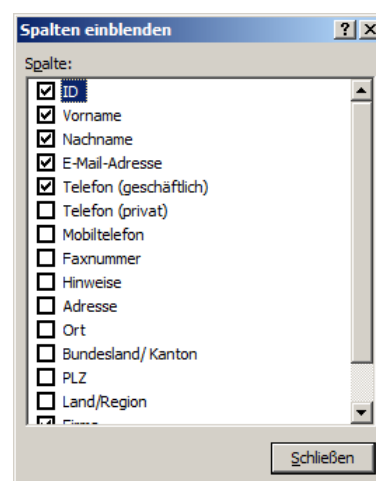 Spalten einblenden
Spalte:
ID
Vorname
Nachname
E-Mail-Adresse
Telefon (geschäftlich)
Telefon (privat)
Mobiltelefon
Faxnummer
Hinweise
Adresse
Ort
Bundesland/ Kanton
PLZ
Land/Region
Firma
Schließen